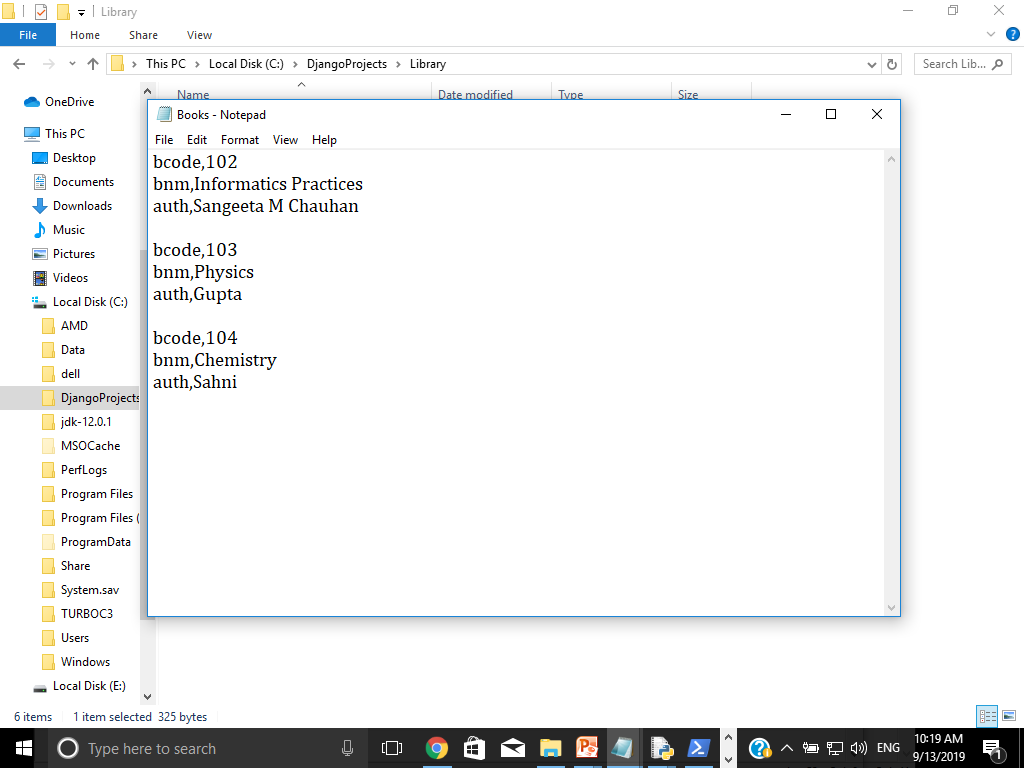 Library
File Home Share View
This PC Local Disk (C:) DjangoProjects Library
Search Lib...
Name Date modified Type Size
OneDrive
This PC
Desktop
Documents
Downloads
Music
Pictures
Videos
Local Disk (C:)
AMD
Data
dell
DjangoProjects
jdk-12.0.1
MSOCache
PerfLogs
Program Files
Program Files (
ProgramData
Share
System.sav
TURBOC3
Users
Windows
Local Disk (E:)
Books - Notepad
File Edit Format View Help
bcode,102
bnm,Informatics Practices
auth,Sangeeta M Chauhan
bcode,103
bnm,Physics
auth,Gupta
bcode,104
bnm,Chemistry
auth,Sahni
6 items 1 item selected 325 bytes
Type here to search
ENG
10:19 AM
9/13/2019
1